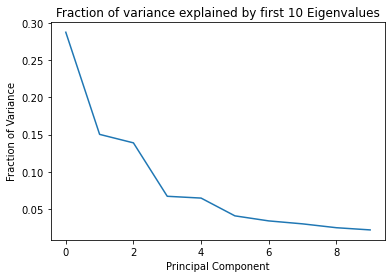 Fraction of variance explained by first 10 Eigenvalues
Fraction of Variance
0.30
0.25
0.20
0.15
0.10
0.05
0 2 4 6 8
Principal Component